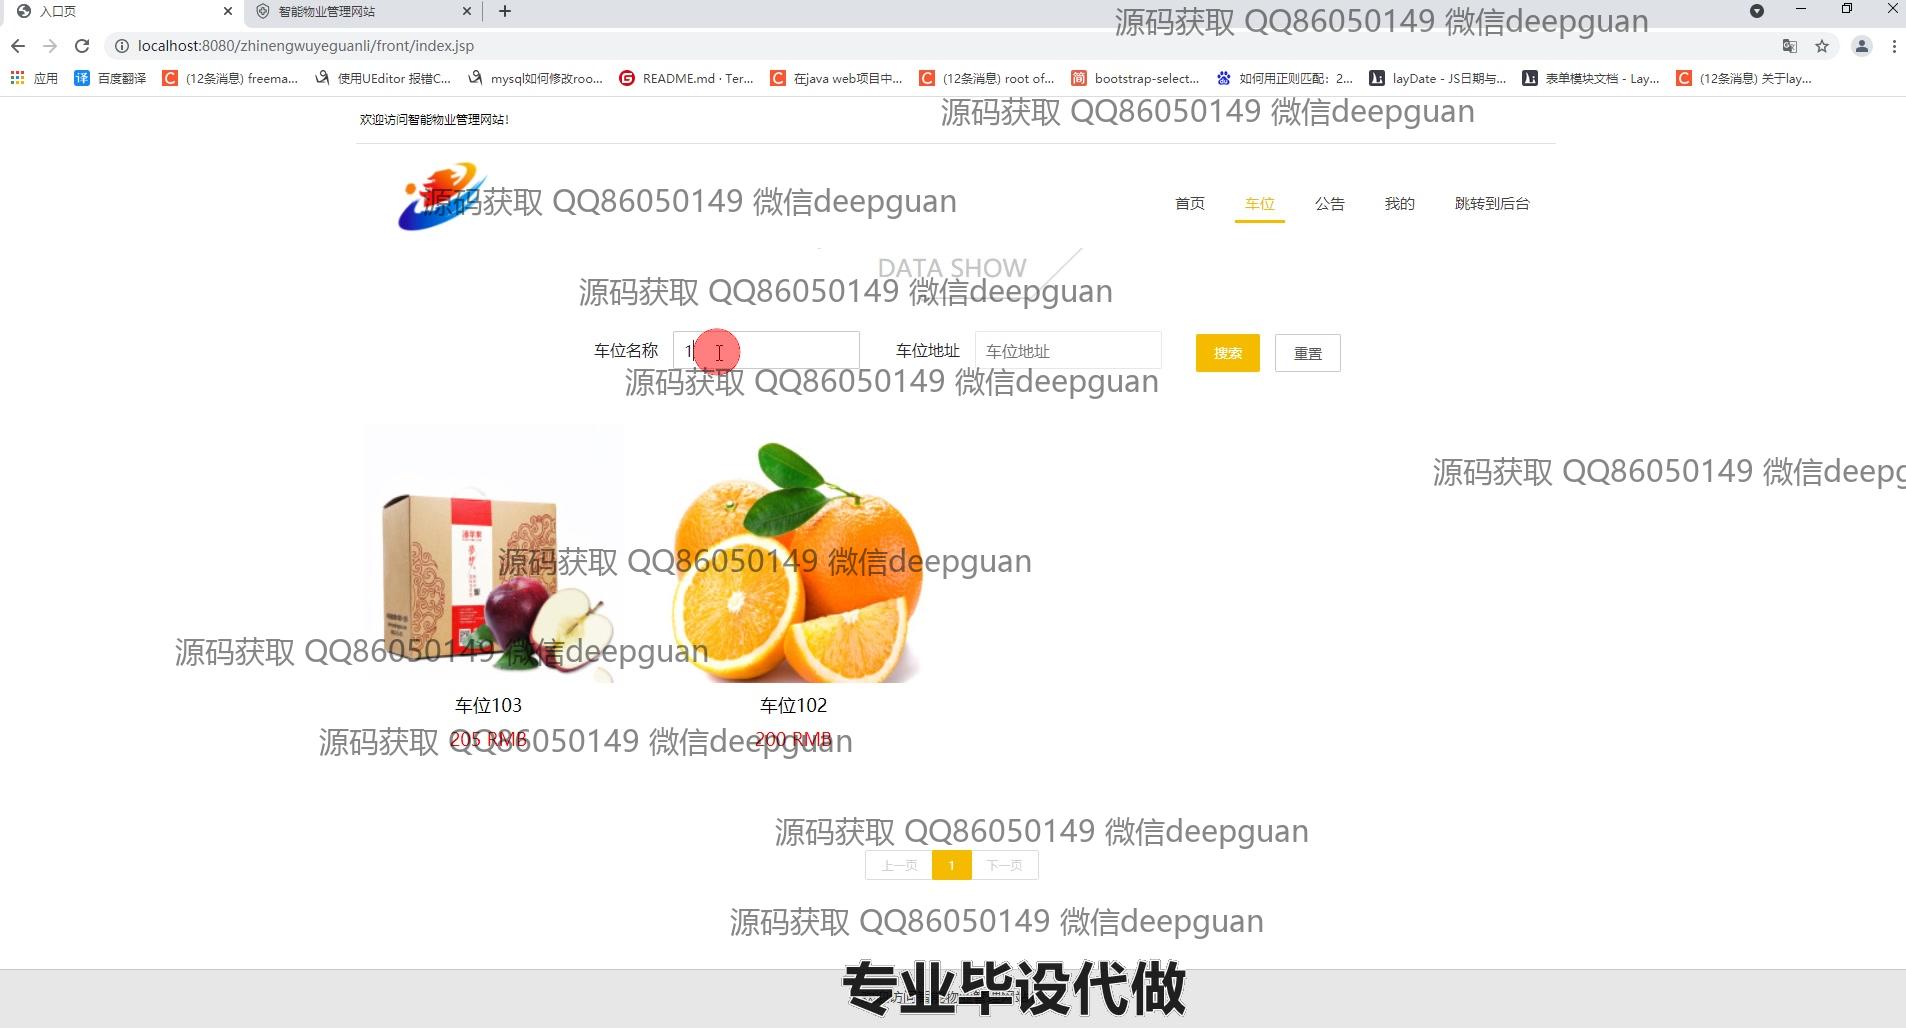 入口页
智能物业管理网站
源码获取 QQ86050149 微信deepguan
localhost:8080/zhinengwuyeguanli/front/index.jsp
应用
百度翻译
(12条消息) freema...
使用UEditor 报错C...
mysql如何修改roo...
README.md · Ter...
在java web项目中...
(12条消息) root of...
bootstrap-select...
如何用正则匹配：2...
layDate - JS日期与...
表单模块文档 - Lay...
(12条消息) 关于lay...
欢迎访问智能物业管理网站！
源码获取 QQ86050149 微信deepguan
源码获取 QQ86050149 微信deepguan
首页 车位 公告 我的 跳转到后台
DATA SHOW
源码获取 QQ86050149 微信deepguan
车位名称 1 车位地址 车位地址 搜索 重置
源码获取 QQ86050149 微信deepguan
源码获取 QQ86050149 微信deepg
源码获取 QQ86050149 微信deepguan
源码获取 QQ86050149 微信deepguan
车位103 车位102
205 RMB 200 RMB
源码获取 QQ86050149 微信deepguan
源码获取 QQ86050149 微信deepguan
上一页 1 下一页
源码获取 QQ86050149 微信deepguan
专业毕设代做